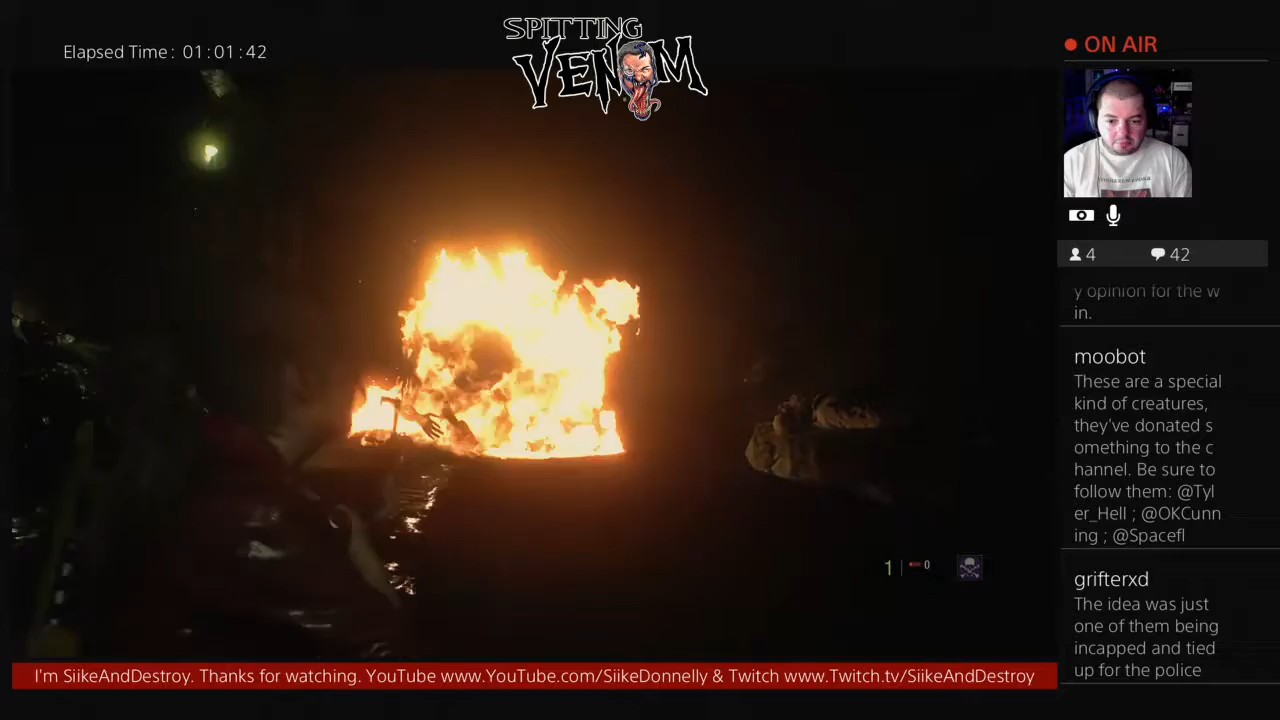 Elapsed Time: 01:01:42
SPITTING
VENOM
ON AIR
4 42
y opinion for the w
in.
moobot
These are a special
kind of creatures,
they've donated s
omething to the c
hannel. Be sure to
follow them: @Tyl
er_Hell ; @OKCunn
ing ; @Spacefl
grifterxd
The idea was just
one of them being
incapped and tied
up for the police
1 0
I'm SiikeAndDestroy. Thanks for watching. YouTube www.YouTube.com/SiikeDonnelly & Twitch www.Twitch.tv/SiikeAndDestroy